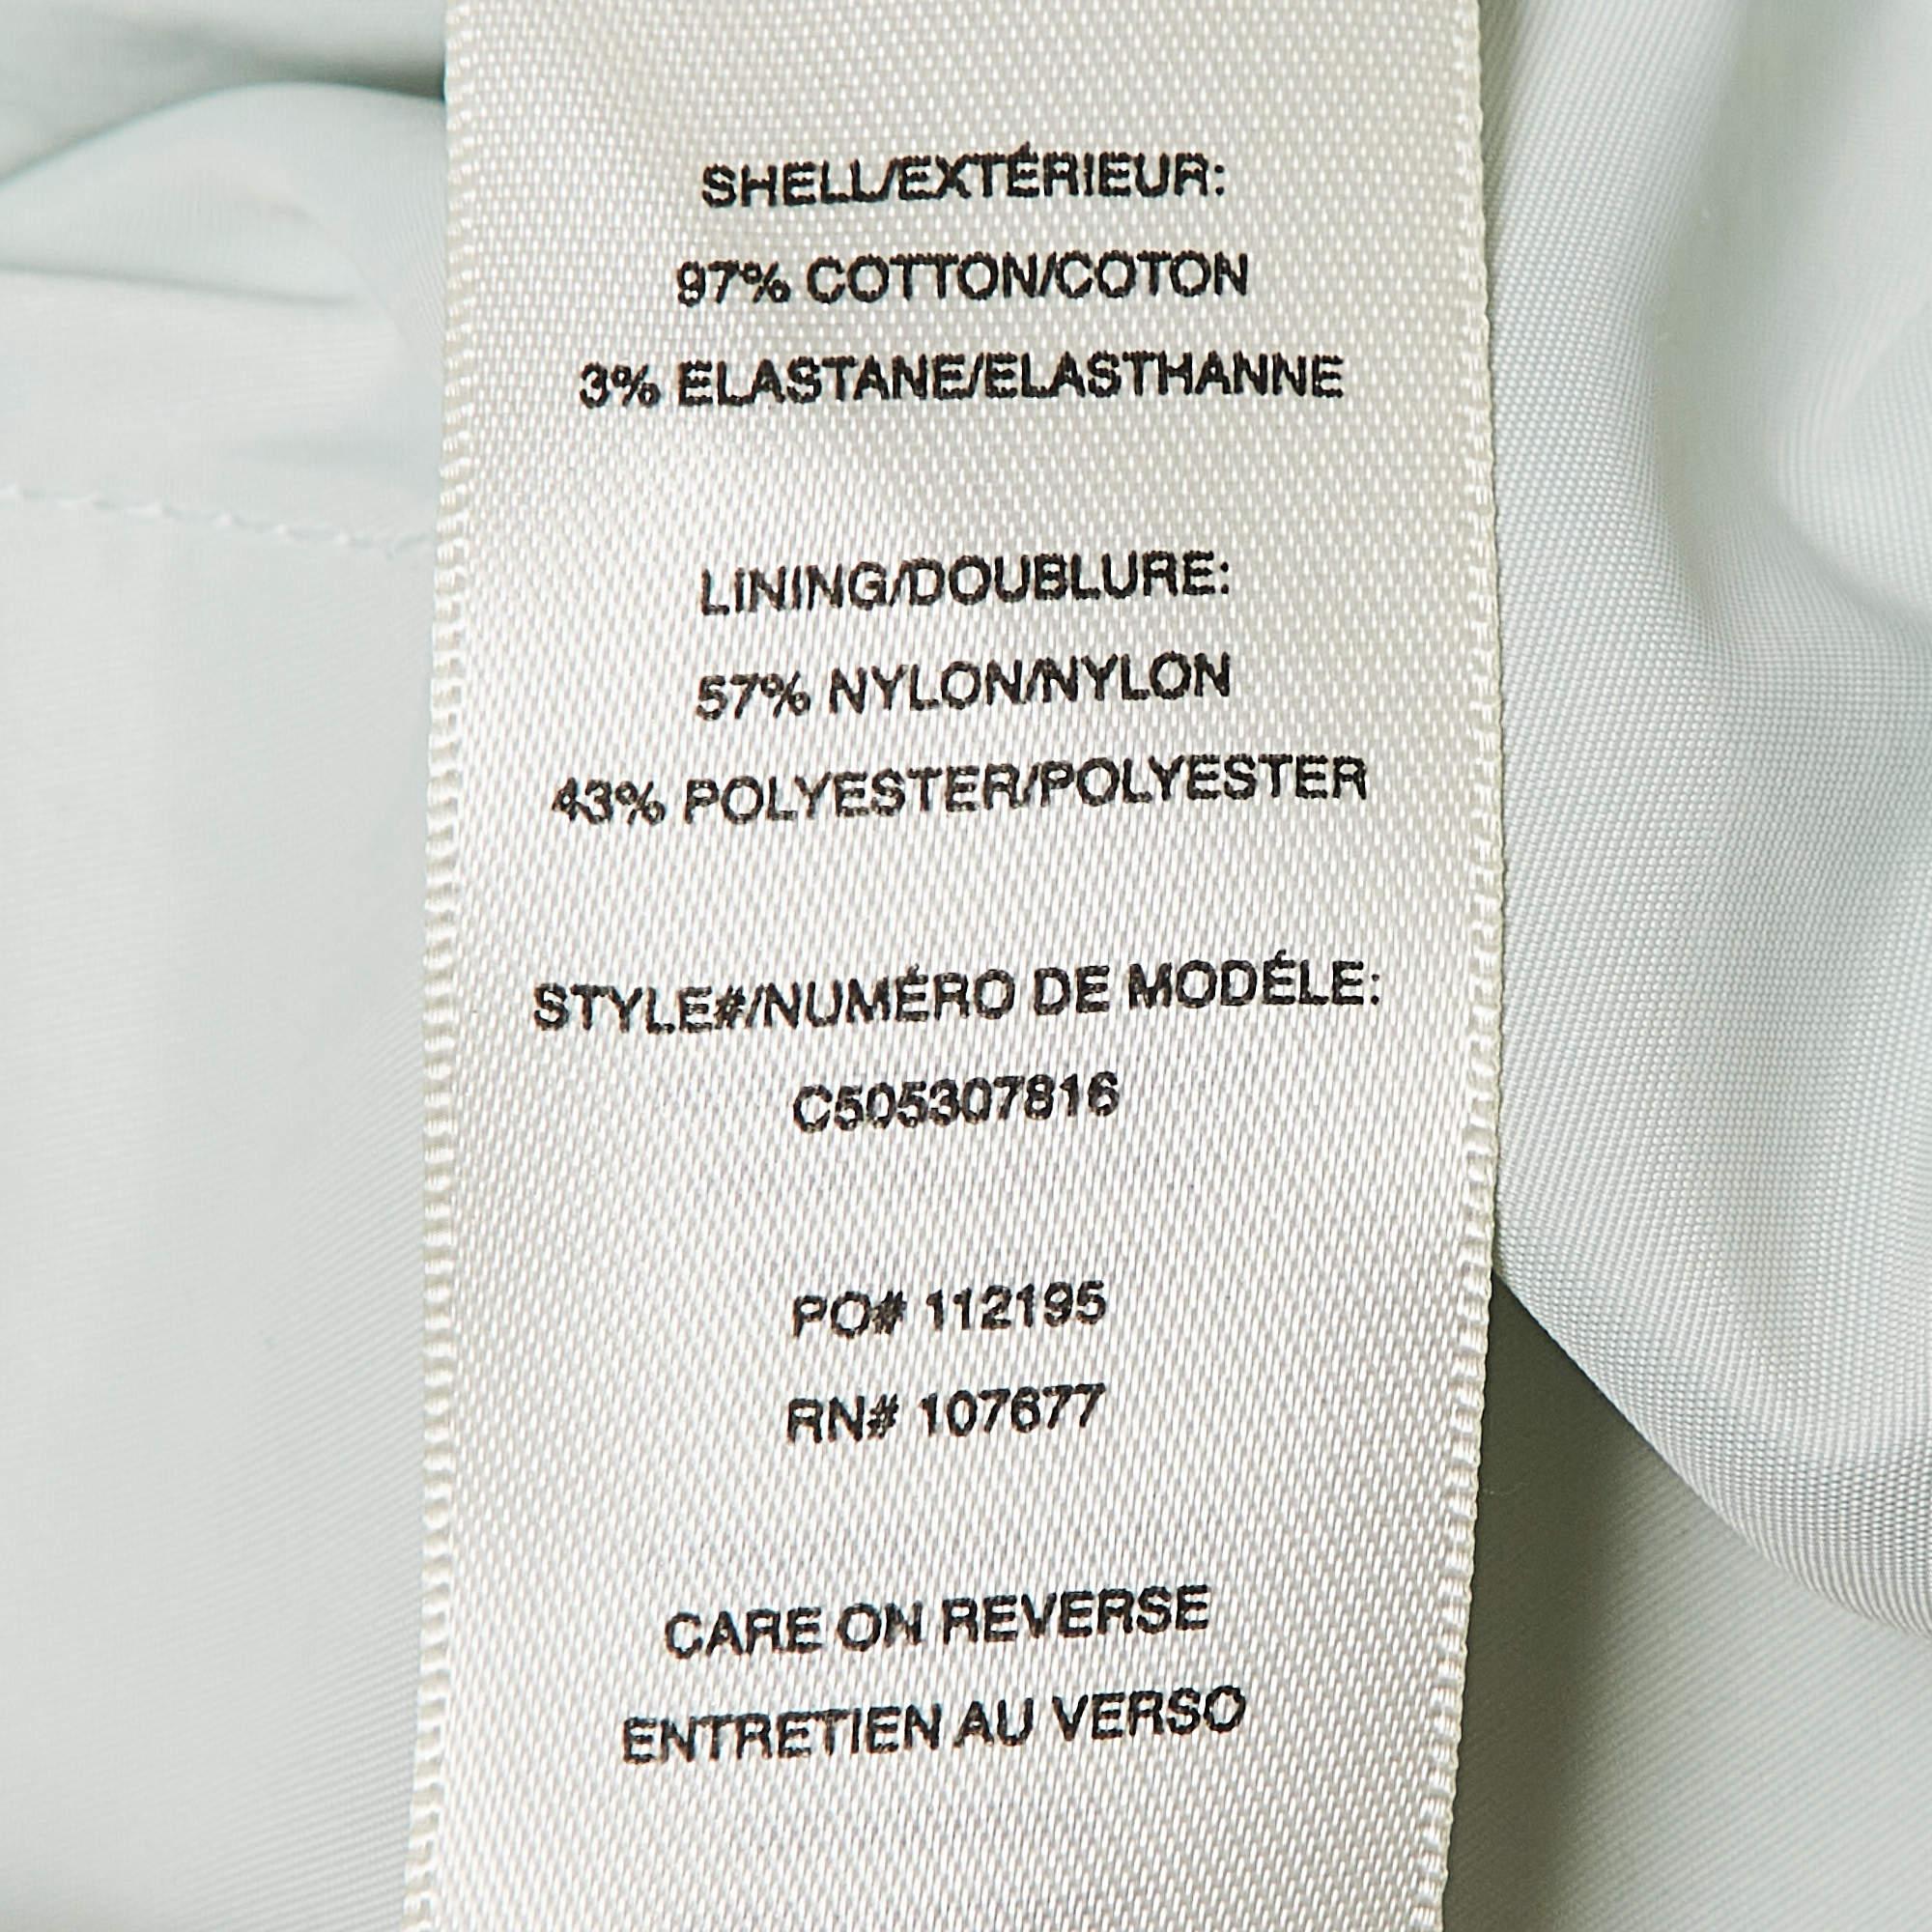 SHELL/EXTÉRIEUR:
97% COTTON/COTON
3% ELASTANE/ELASTHANNE
LINING/DOUBLURE:
57% NYLON/NYLON
43% POLYESTER/POLYESTER
STYLE#/NUMÉRO DE MODÉLE:
C505307816
PO# 112195
RN# 107677
CARE ON REVERSE
ENTRETIEN AU VERSO